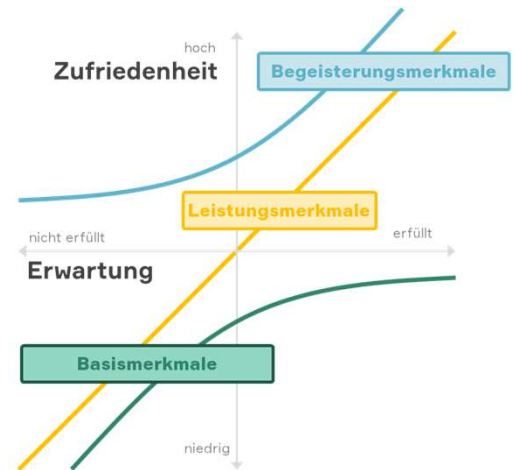 hoch
Zufriedenheit
Begeisterungsmerkmale
Leistungsmerkmale
nicht erfüllt
erfüllt
Erwartung
Basismerkmale
niedrig